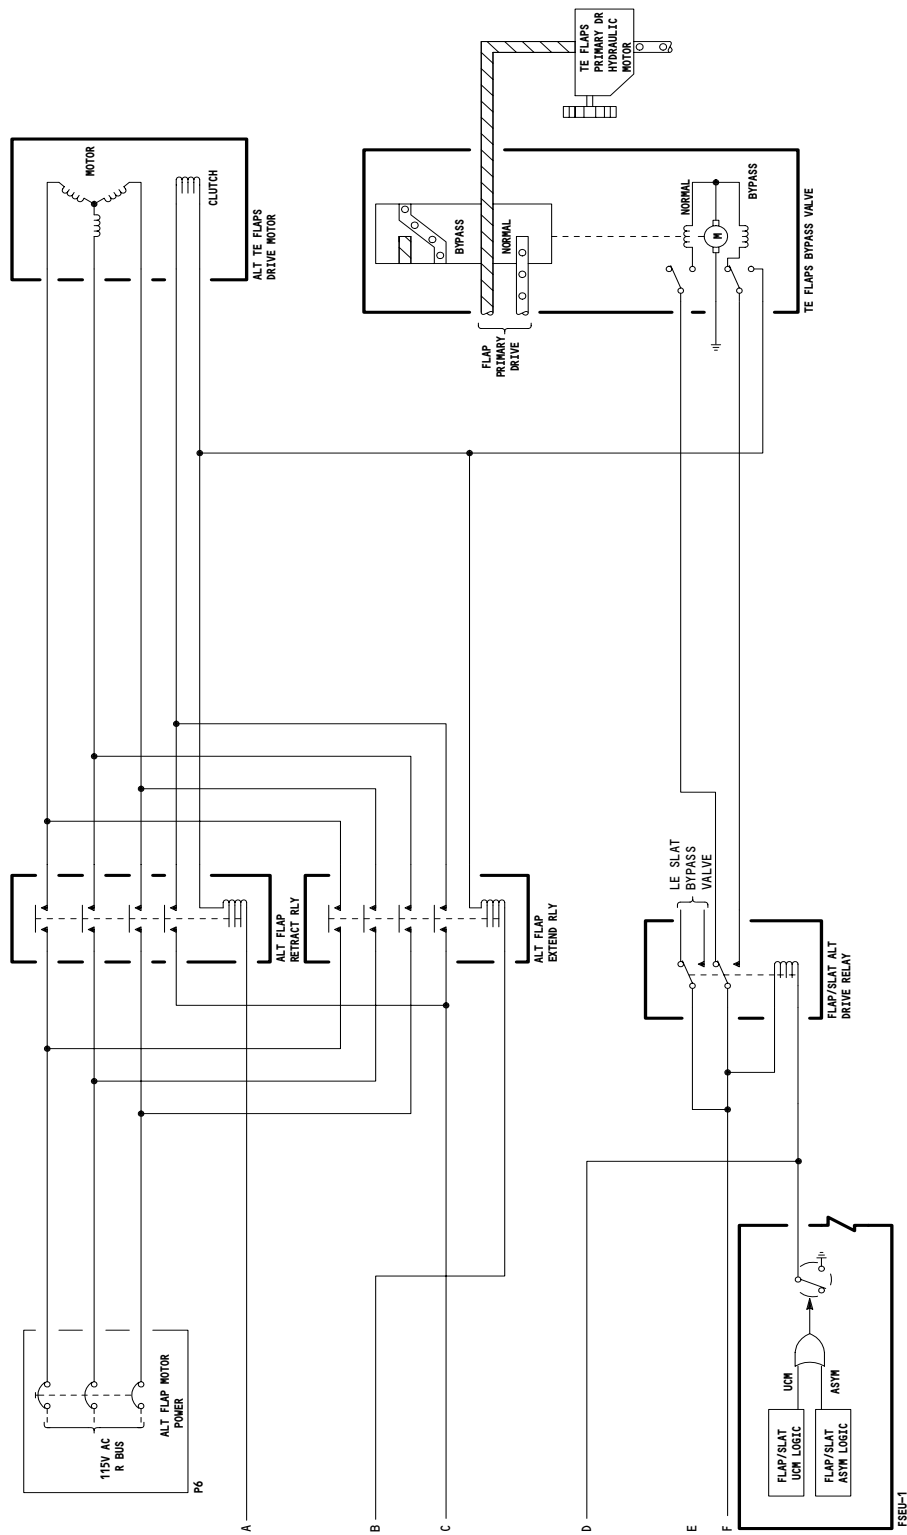 MOTOR
CLUTCH
ALT TE FLAPS
DRIVE MOTOR
TE FLAPS
PRIMARY DR
HYDRAULIC
MOTOR
BYPASS
NORMAL
NORMAL
M
BYPASS
TE FLAPS BYPASS VALVE
FLAP
PRIMARY
DRIVE
ALT FLAP
RETRACT RLY
ALT FLAP
EXTEND RLY
LE SLAT
BYPASS
VALVE
FLAP/SLAT ALT
DRIVE RELAY
115V AC
R BUS
ALT FLAP MOTOR
POWER
P6
UCM
ASYM
FLAP/SLAT
UCM LOGIC
FLAP/SLAT
ASYM LOGIC
FSEU-1
A
B
C
D
E
F